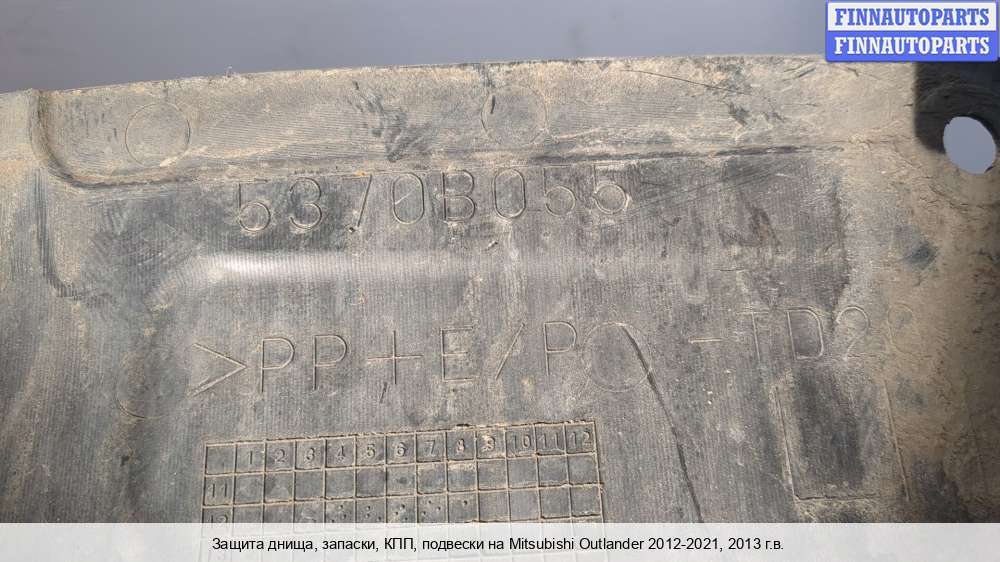 FINNAUTOPARTS
FINNAUTOPARTS
5370B055
>PP+E/P -TD2
1 2 3 4 5 6 7 8 9 10 11 12
11
Защита днища, запаски, КПП, подвески на Mitsubishi Outlander 2012-2021, 2013 г.в.